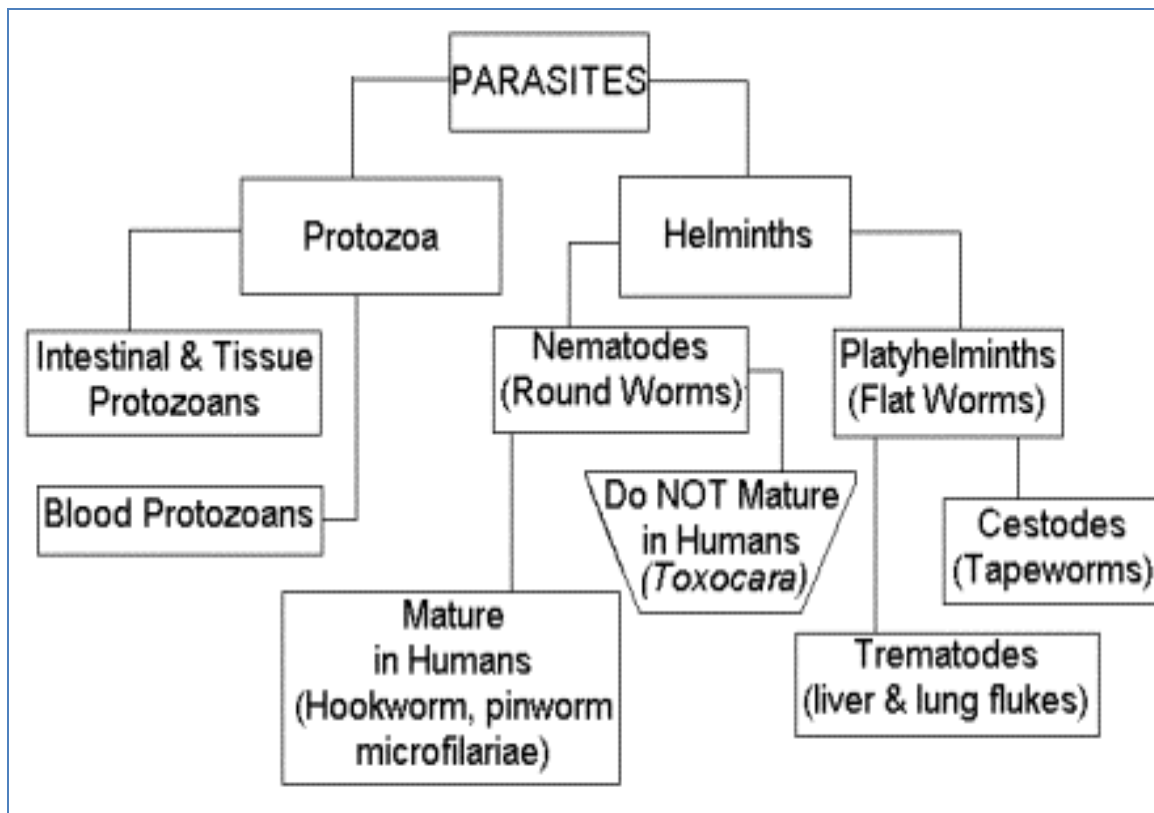 PARASITES
Protozoa
Helminths
Intestinal & Tissue
Protozoans
Nematodes
(Round Worms)
Platyhelminths
(Flat Worms)
Blood Protozoans
Do NOT Mature
in Humans
(Toxocara)
Cestodes
(Tapeworms)
Mature
in Humans
(Hookworm, pinworm
microfilariae)
Trematodes
(liver & lung flukes)